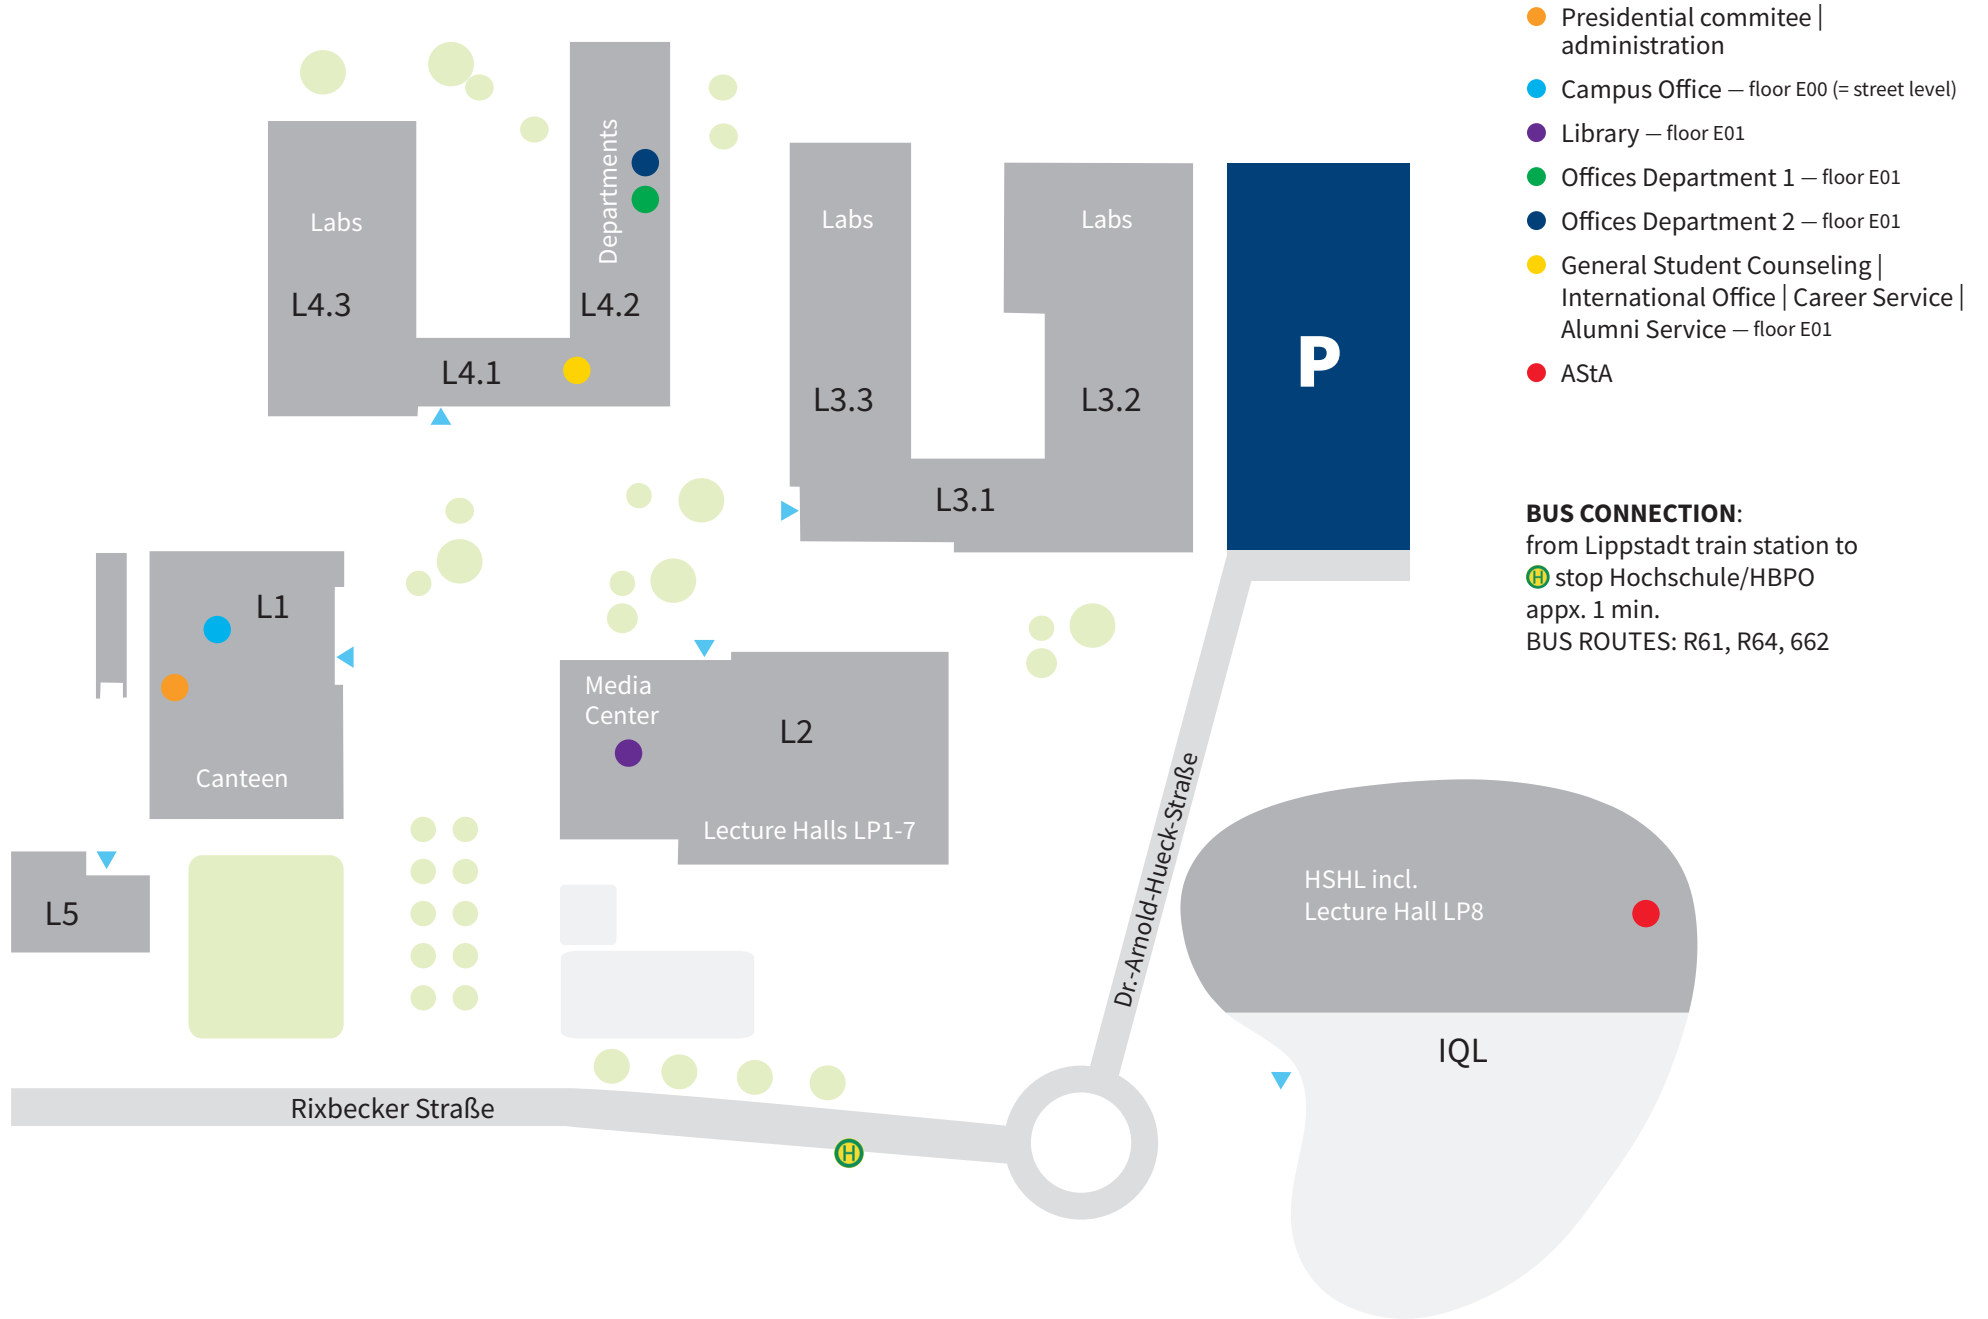 Presidential commitee |
administration
Campus Office — floor E00 (= street level)
Library — floor E01
Offices Department 1 — floor E01
Offices Department 2 — floor E01
General Student Counseling |
International Office | Career Service |
Alumni Service — floor E01
AStA
BUS CONNECTION:
from Lippstadt train station to
H stop Hochschule/HBPO
appx. 1 min.
BUS ROUTES: R61, R64, 662
Labs
L4.3
Departments
L4.2
L4.1
Labs
L3.3
Labs
L3.2
L3.1
P
L1
Canteen
Media
Center
L2
Lecture Halls LP1-7
L5
Dr.-Arnold-Hueck-Straße
HSHL incl.
Lecture Hall LP8
IQL
Rixbecker Straße
H